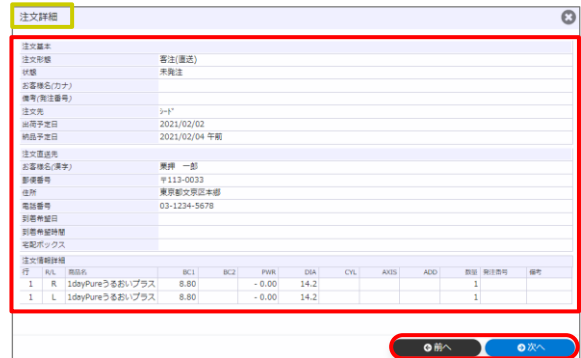 注文詳細
注文基本
注文形態 客注(直送)
状態 未発注
お客様名(カナ)
備考(発注番号)
注文先 ｼｰﾄﾞ
出荷予定日 2021/02/02
納品予定日 2021/02/04 午前
注文直送先
お客様名(漢字) 一郎
郵便番号 〒113-0033
住所 東京都文京区本郷
電話番号 03-1234-5678
到着希望日
到着希望時間
宅配ボックス
注文情報詳細
行 R/L 商品名 BC1 BC2 PWR DIA CYL AXIS ADD 数量 発注番号 備考
1 R 1dayPureうるおいプラス 8.80 - 0.00 14.2 1
1 L 1dayPureうるおいプラス 8.80 - 0.00 14.2 1
前へ 次へ